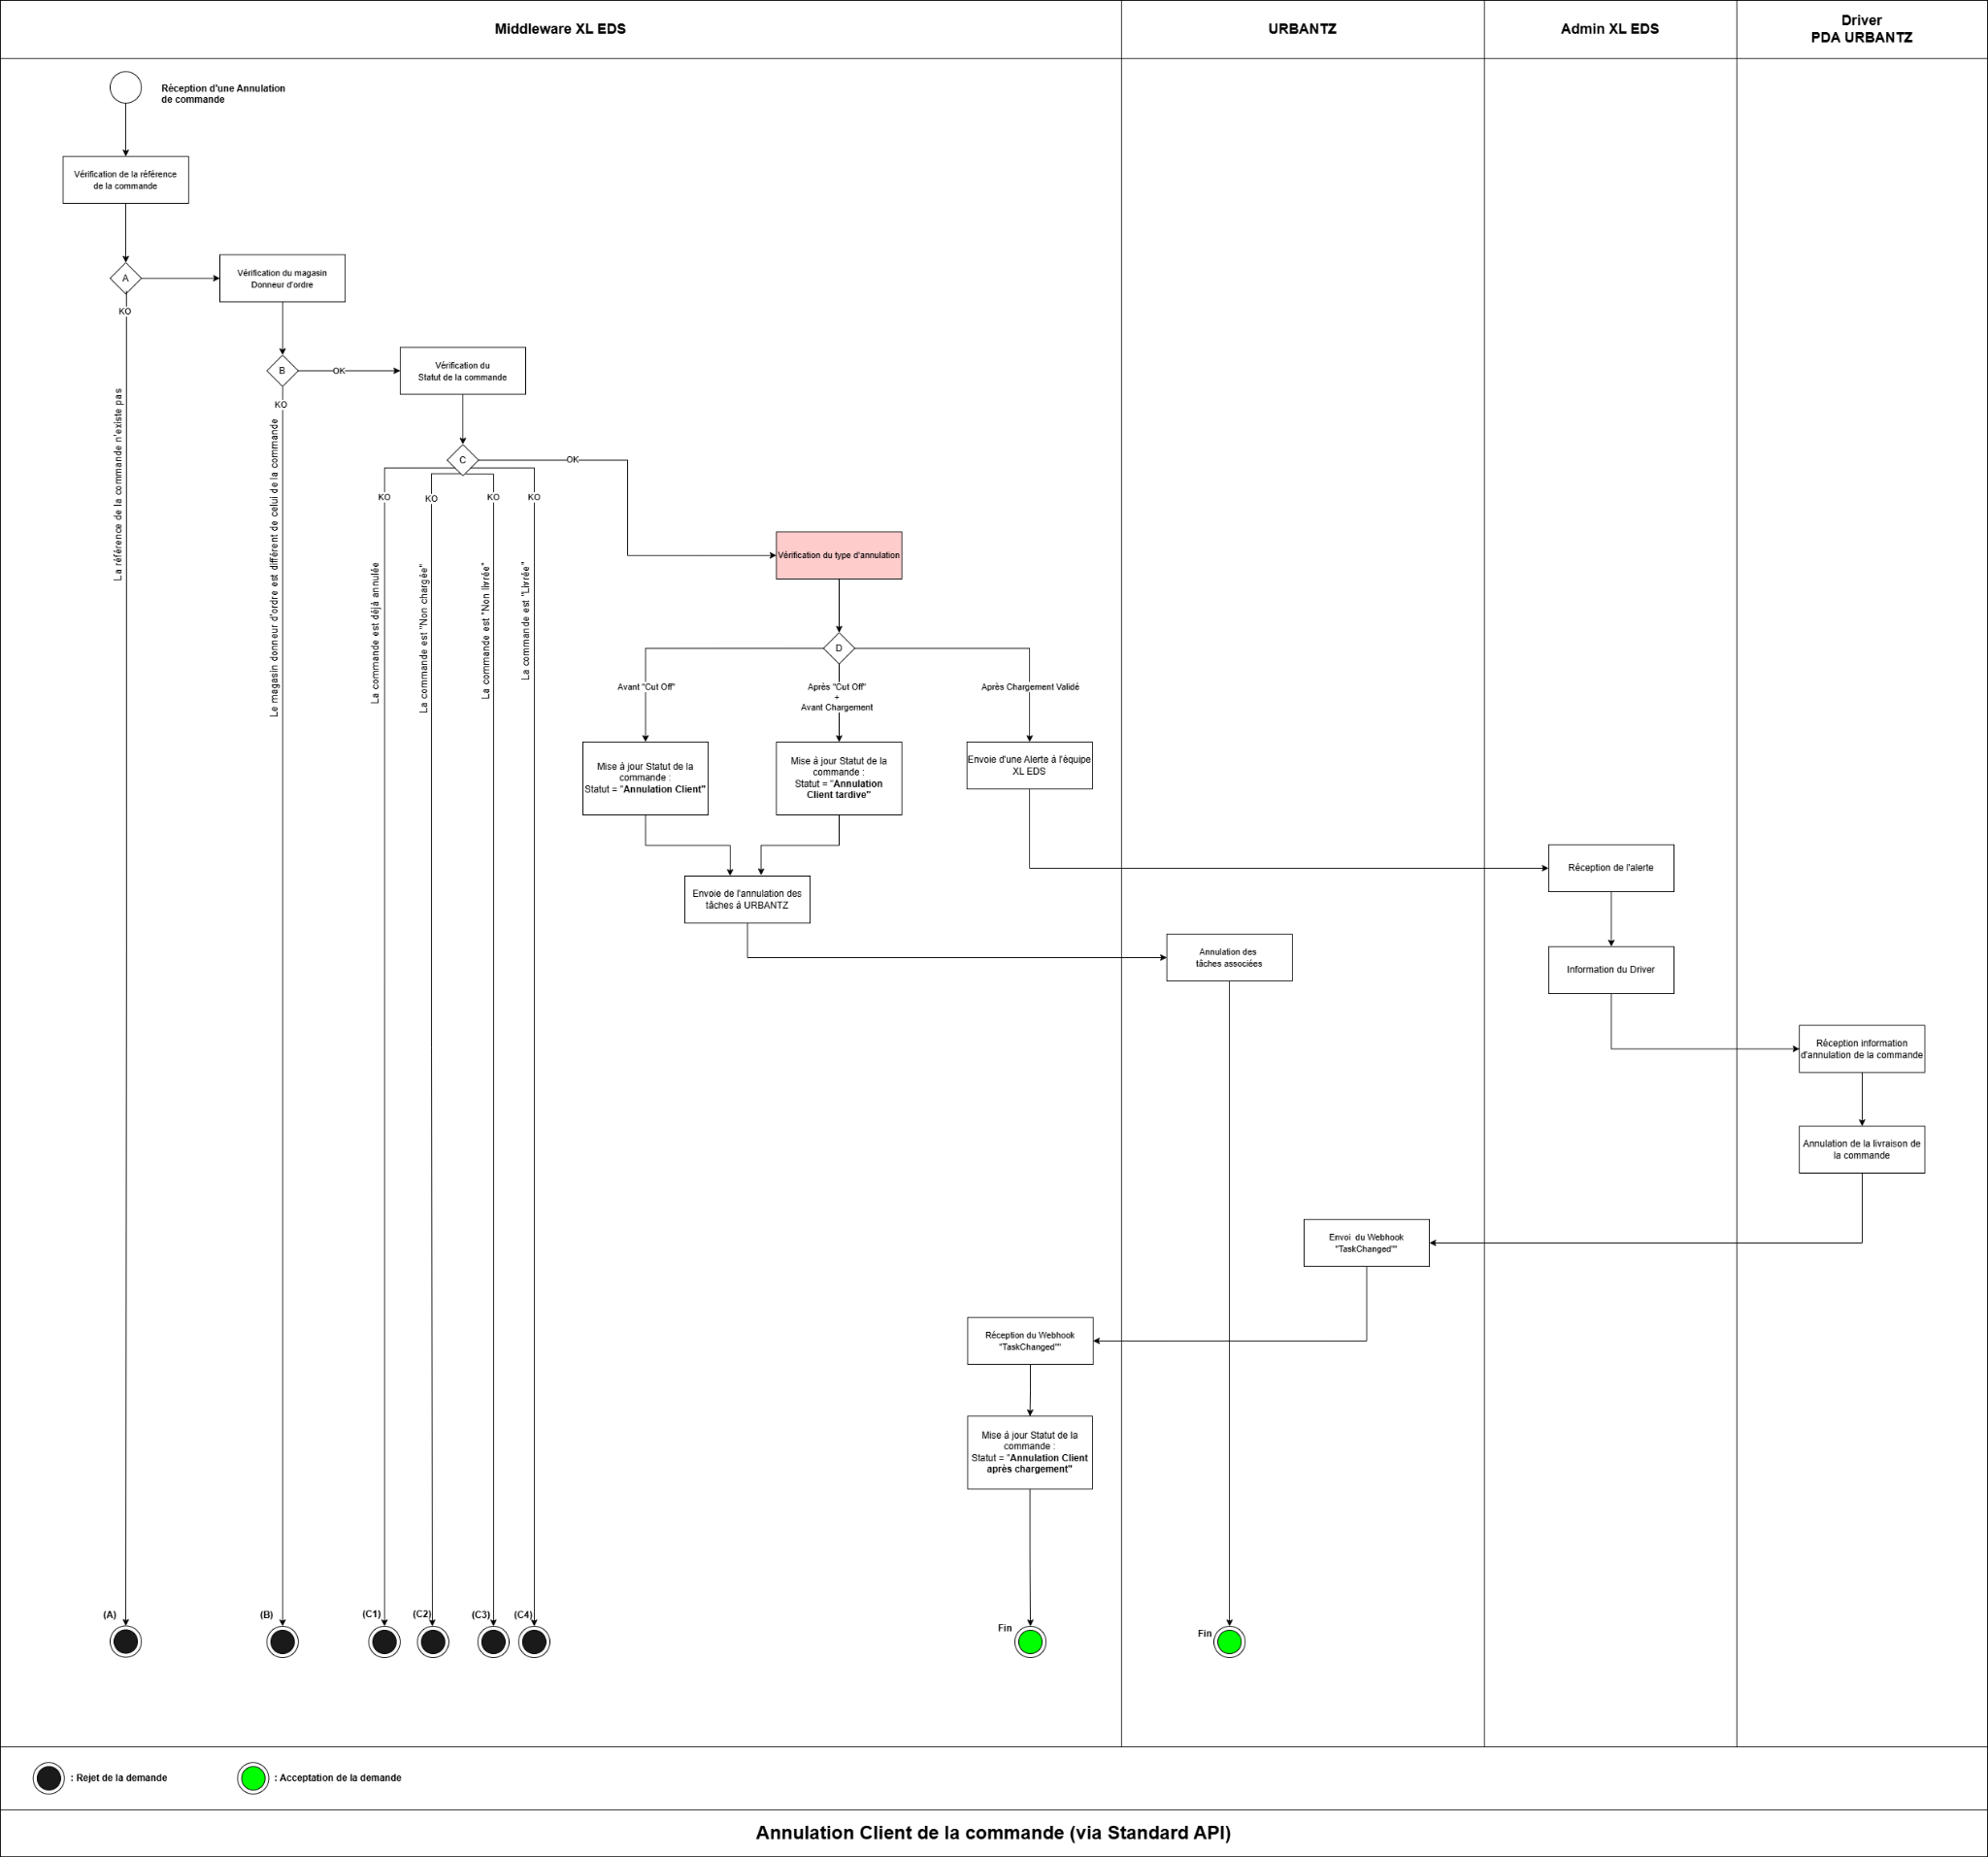 Middleware XL EDS
URBANTZ
Admin XL EDS
Driver
PDA URBANTZ
Réception d'une Annulation
de commande
Vérification de la référence
de la commande
A
KO
Vérification du magasin
Donneur d'ordre
B
OK
KO
Vérification du
Statut de la commande
C
OK
KO
KO
KO
KO
La référence de la commande n'existe pas
Le magasin donneur d'ordre est différent de celui de la commande
La commande est déjà annulée
La commande est "Non chargée"
La commande est "Non livrée"
La commande est "Livrée"
Vérification du type d'annulation
D
Avant "Cut Off"
Après "Cut Off"
+
Avant Chargement
Après Chargement Validé
Mise à jour Statut de la
commande :
Statut = "Annulation Client"
Mise à jour Statut de la
commande :
Statut = "Annulation
Client tardive"
Envoie d'une Alerte à l'équipe
XL EDS
Réception de l'alerte
Envoie de l'annulation des
tâches à URBANTZ
Annulation des
tâches associées
Information du Driver
Réception information
d'annulation de la commande
Annulation de la livraison de
la commande
Envoi du Webhook
"TaskChanged""
Réception du Webhook
"TaskChanged""
Mise à jour Statut de la
commande :
Statut = "Annulation Client
après chargement"
(A)
(B)
(C1)
(C2)
(C3)
(C4)
Fin
Fin
: Rejet de la demande
: Acceptation de la demande
Annulation Client de la commande (via Standard API)